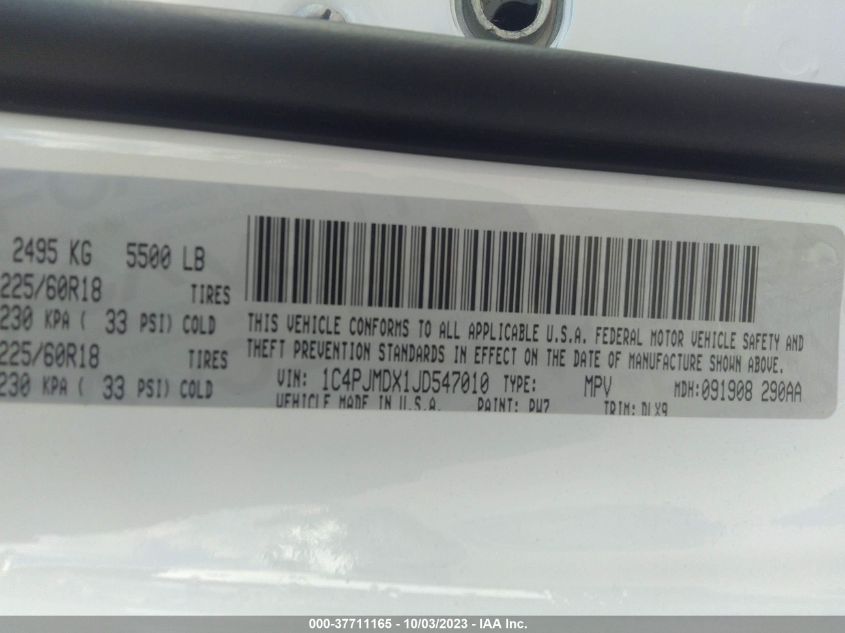 2495 KG 5500 LB
225/60R18 TIRES
230 KPA ( 33 PSI) COLD
225/60R18 TIRES
230 KPA ( 33 PSI) COLD
THIS VEHICLE CONFORMS TO ALL APPLICABLE U.S.A. FEDERAL MOTOR VEHICLE SAFETY AND
THEFT PREVENTION STANDARDS IN EFFECT ON THE DATE OF MANUFACTURE SHOWN ABOVE.
VIN: 1C4PJMDX1JD547010 TYPE: MPV MDH:091908 290AA
VEHICLE MADE IN U.S.A. PAINT: PW7 TRIM: DLX9
000-37711165 - 10/03/2023 - IAA Inc.